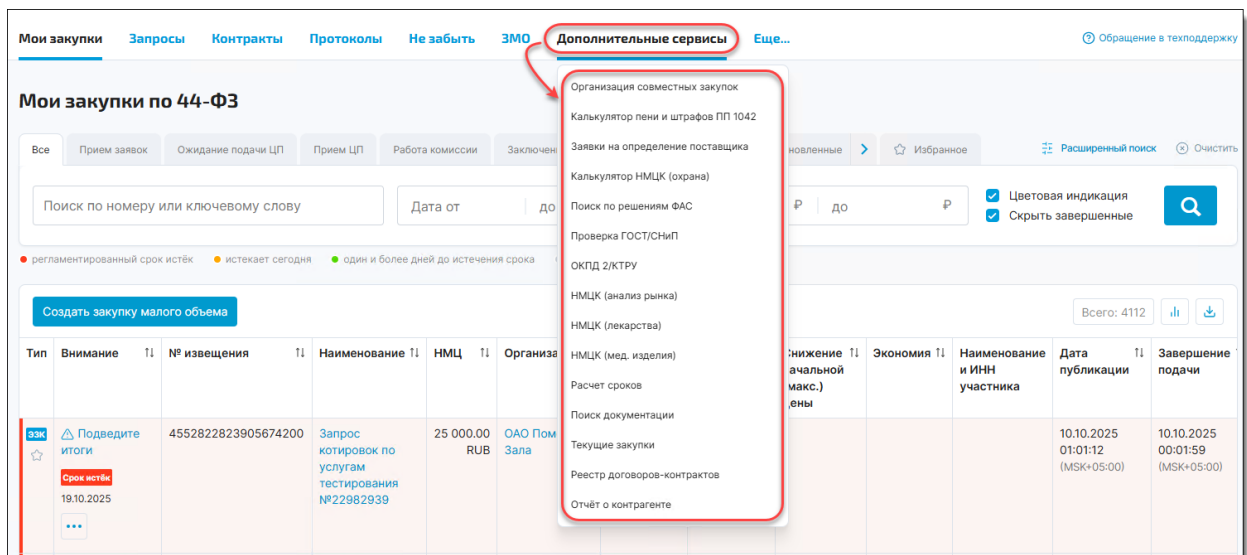 Мои закупки Запросы Контракты Протоколы Не забыть ЗМО Дополнительные сервисы Еще... Обращение в техподдержку
Мои закупки по 44-ФЗ
Все Прием заявок Ожидание подачи ЦП Прием ЦП Работа комиссии Избранное Расширенный поиск Очистить
Поиск по номеру или ключевому слову Дата от до ₽ до ₽
Цветовая индикация
Скрыть завершенные
регламентированный срок истёк истекает сегодня один и более дней до истечения срока
Организация совместных закупок
Калькулятор пени и штрафов ПП 1042
Заявки на определение поставщика
Калькулятор НМЦК (охрана)
Поиск по решениям ФАС
Проверка ГОСТ/СНиП
ОКПД 2/КТРУ
НМЦК (анализ рынка)
НМЦК (лекарства)
НМЦК (мед. изделия)
Расчет сроков
Поиск документации
Текущие закупки
Реестр договоров-контрактов
Отчёт о контрагенте
Создать закупку малого объема Всего: 4112
Тип Внимание № извещения Наименование НМЦ
Экономия
Наименование
и ИНН
участника
Дата
публикации
Завершение
подачи
ЭЗК
Подведите
итоги
Срок истёк
19.10.2025
4552822823905674200
Запрос
котировок по
услугам
тестирования
№22982939
25 000.00
RUB
ОАО
Зала
10.10.2025
01:01:12
(MSK+05:00)
10.10.2025
00:01:59
(MSK+05:00)